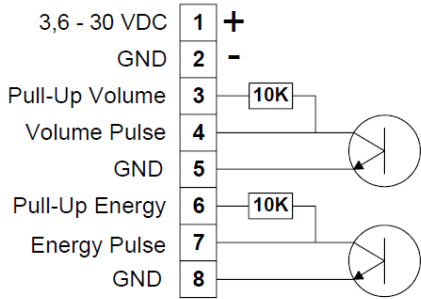 3,6 - 30 VDC 1 +
GND 2 -
Pull-Up Volume 3 10K
Volume Pulse 4
GND 5
Pull-Up Energy 6 10K
Energy Pulse 7
GND 8